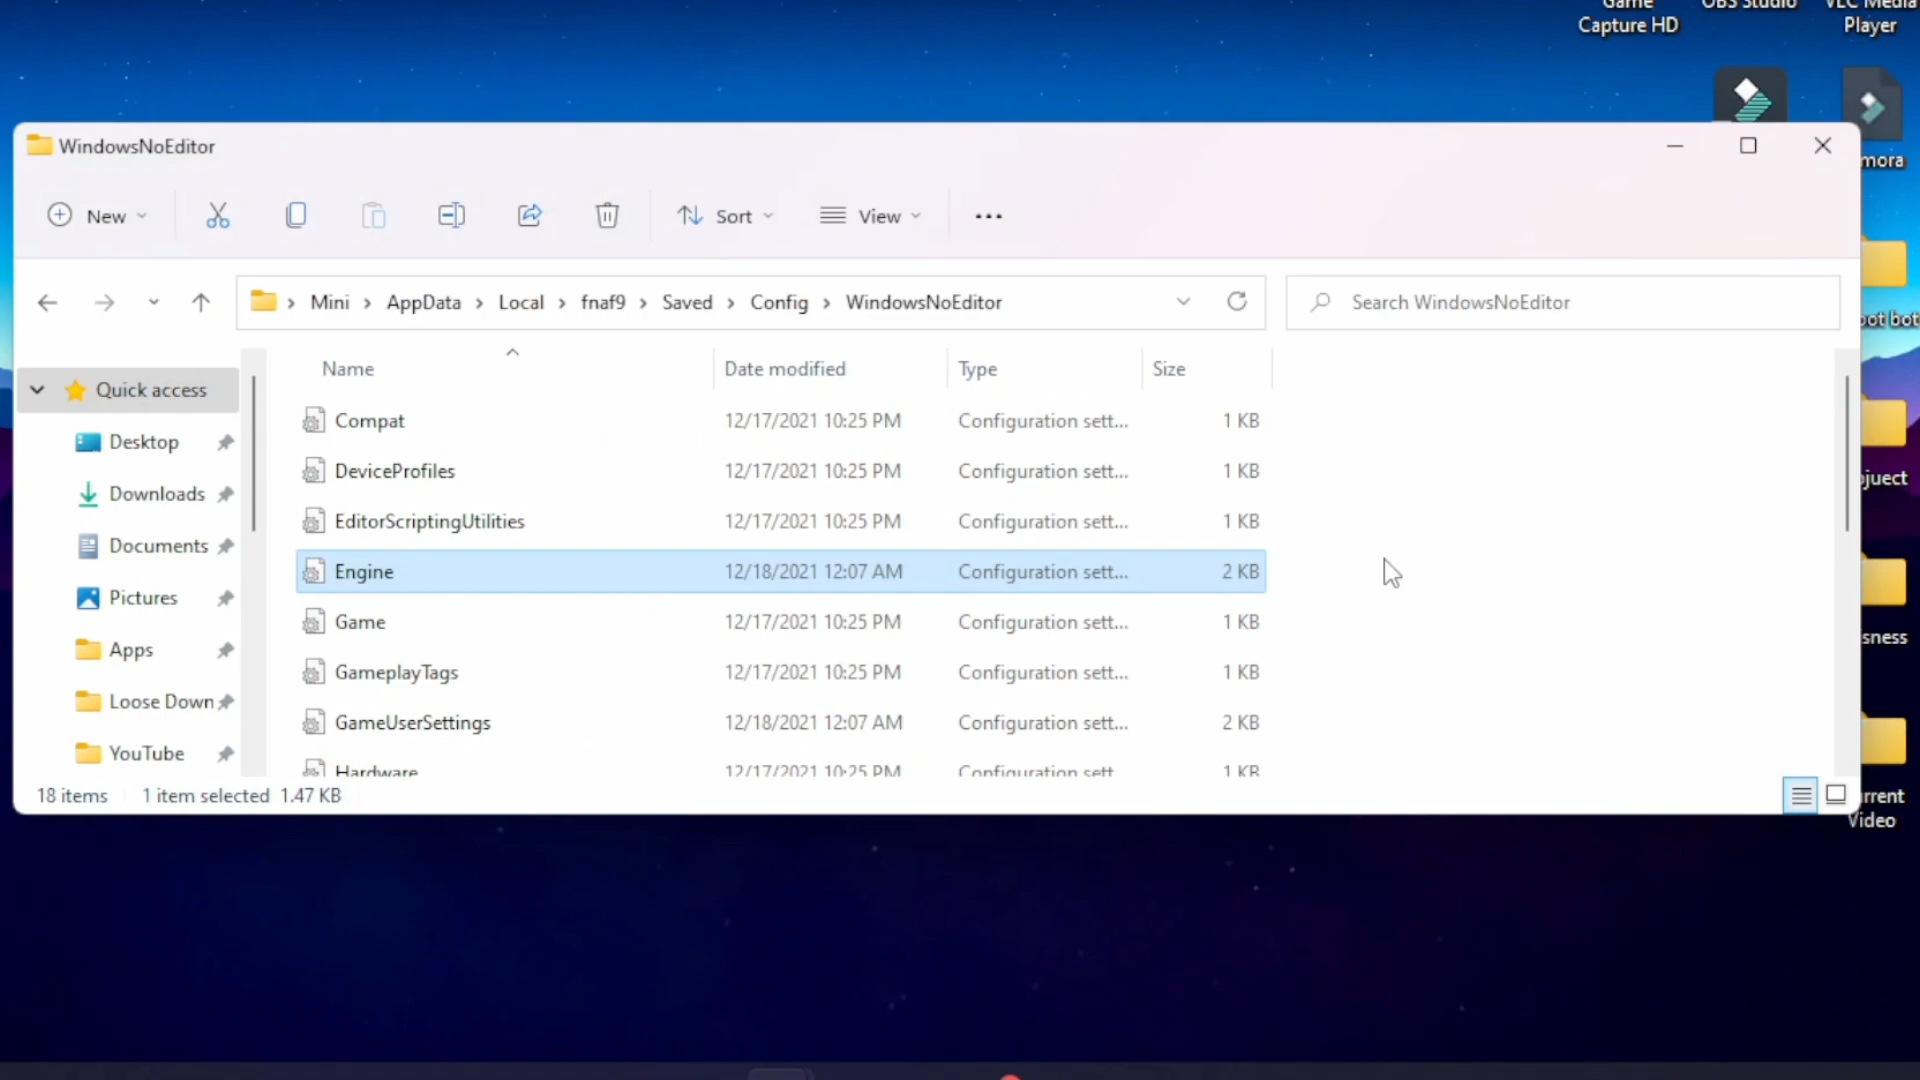 Game
Capture HD
OBS Studio
VLC Media
Player
mora
WindowsNoEditor
New
Sort
View
Mini > AppData > Local > fnaf9 > Saved > Config > WindowsNoEditor
Search WindowsNoEditor
Quick access
Desktop
Downloads
Documents
Pictures
Apps
Loose Down
YouTube
Name Date modified Type Size
Compat 12/17/2021 10:25 PM Configuration sett... 1 KB
DeviceProfiles 12/17/2021 10:25 PM Configuration sett... 1 KB
EditorScriptingUtilities 12/17/2021 10:25 PM Configuration sett... 1 KB
Engine 12/18/2021 12:07 AM Configuration sett... 2 KB
Game 12/17/2021 10:25 PM Configuration sett... 1 KB
GameplayTags 12/17/2021 10:25 PM Configuration sett... 1 KB
GameUserSettings 12/18/2021 12:07 AM Configuration sett... 2 KB
Hardware 12/17/2021 10:25 PM Configuration sett 1 KB
18 items 1 item selected 1.47 KB
oot bot
ojuect
sness
rrent
Video